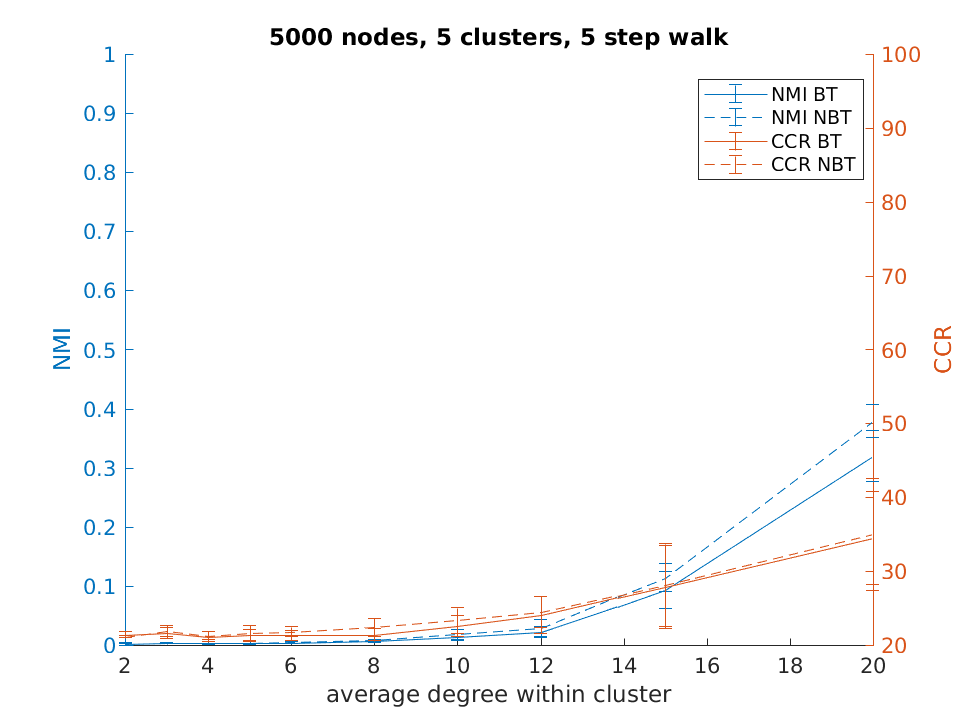 5000 nodes, 5 clusters, 5 step walk
1
0.9
0.8
0.7
0.6
0.5
0.4
0.3
0.2
0.1
0
NMI
100
90
80
70
60
50
40
30
20
CCR
NMI BT
NMI NBT
CCR BT
CCR NBT
2 4 6 8 10 12 14 16 18 20
average degree within cluster